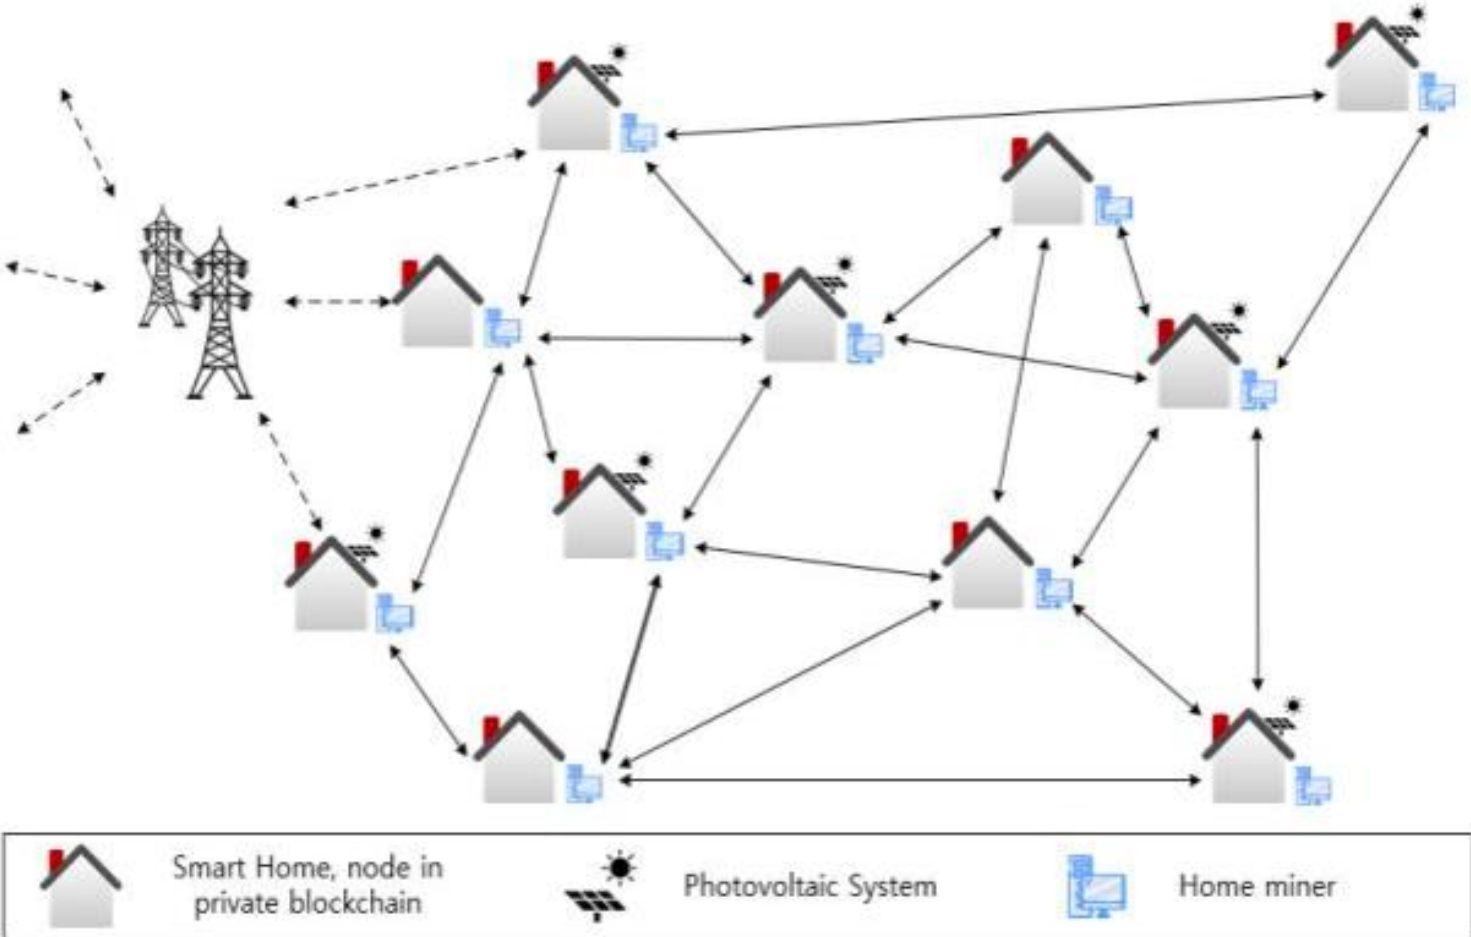 Smart Home, node in
private blockchain
Photovoltaic System
Home miner